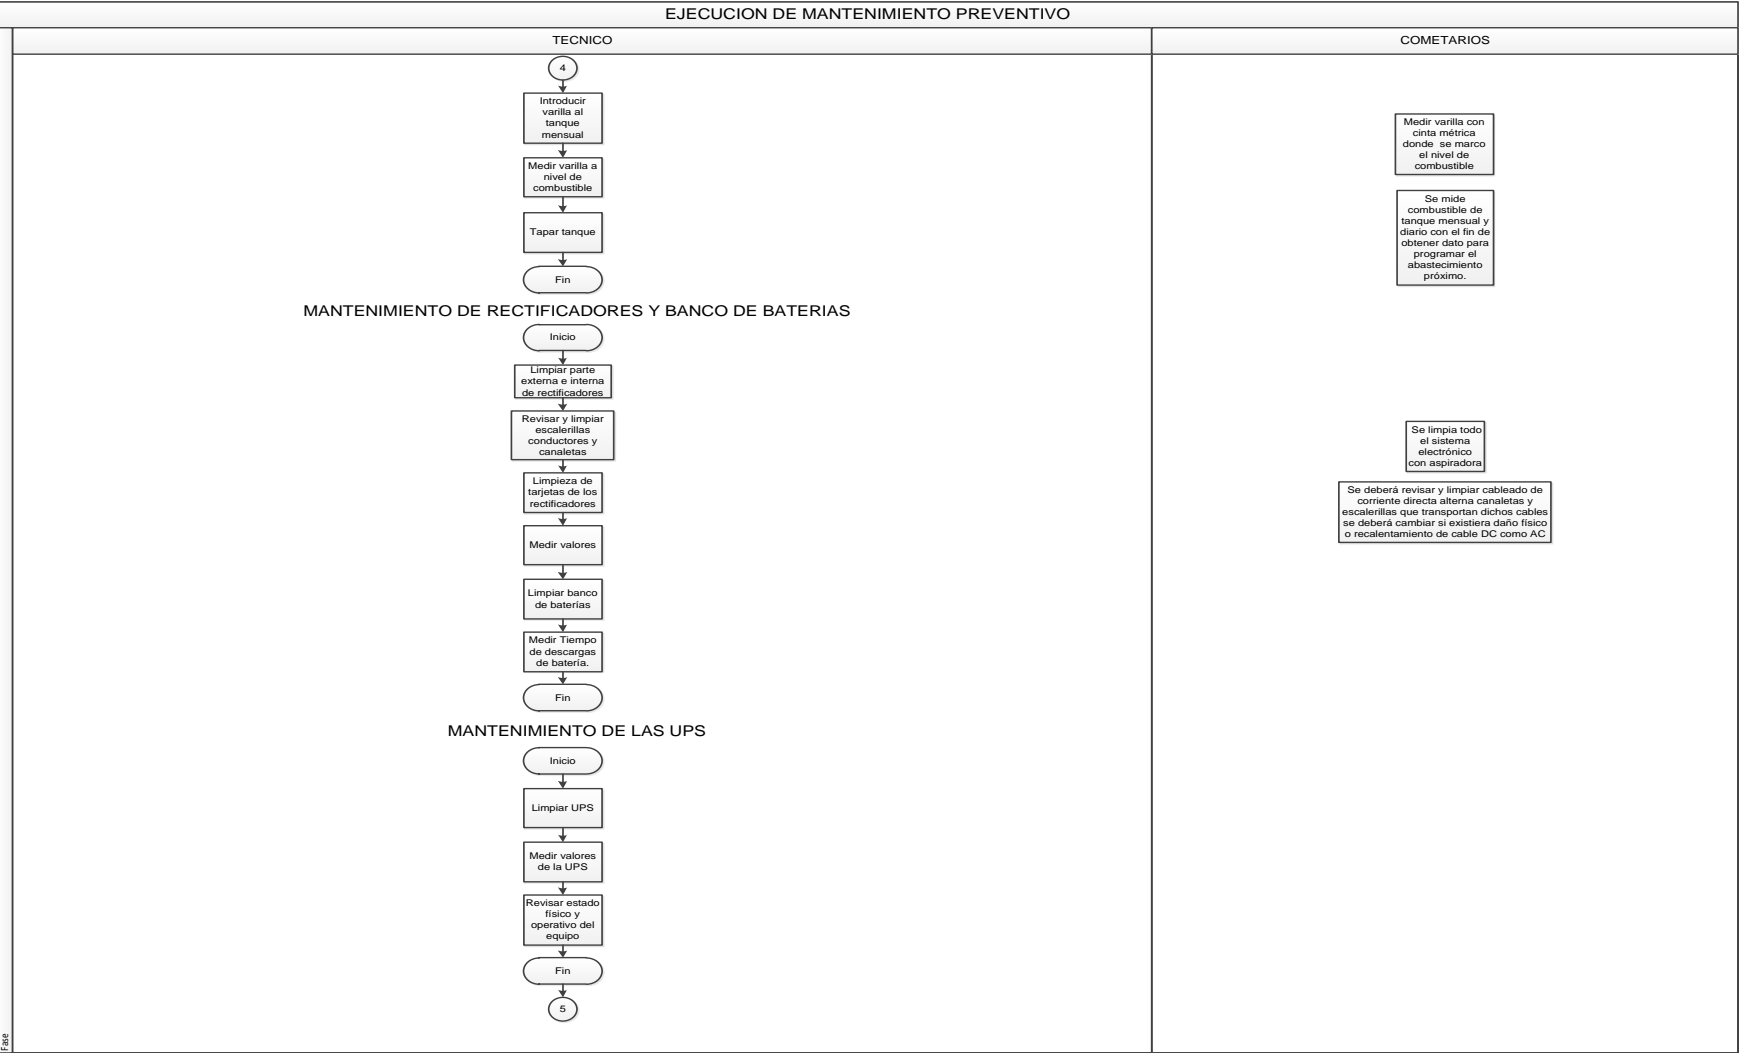 EJECUCION DE MANTENIMIENTO PREVENTIVO
TECNICO
COMETARIOS
4
Introducir
varilla al
tanque
mensual
Medir varilla a
nivel de
combustible
Tapar tanque
Fin
Medir varilla con
cinta métrica
donde se marco
el nivel de
combustible
Se mide
combustible de
tanque mensual y
diario con el fin de
obtener dato para
programar el
abastecimiento
próximo.
MANTENIMIENTO DE RECTIFICADORES Y BANCO DE BATERIAS
Inicio
Limpiar parte
externa e interna
de rectificadores
Revisar y limpiar
escalerillas
conductores y
canaletas
Limpieza de
tarjetas de los
rectificadores
Medir valores
Limpiar banco
de baterías
Medir Tiempo
de descargas
de batería.
Fin
Se limpia todo
el sistema
electrónico
con aspiradora
Se deberá revisar y limpiar cableado de
corriente directa alterna canaletas y
escalerillas que transportan dichos cables
se deberá cambiar si existiera daño físico
o recalentamiento de cable DC como AC
MANTENIMIENTO DE LAS UPS
Inicio
Limpiar UPS
Medir valores
de la UPS
Revisar estado
físico y
operativo del
equipo
Fin
5
Fase